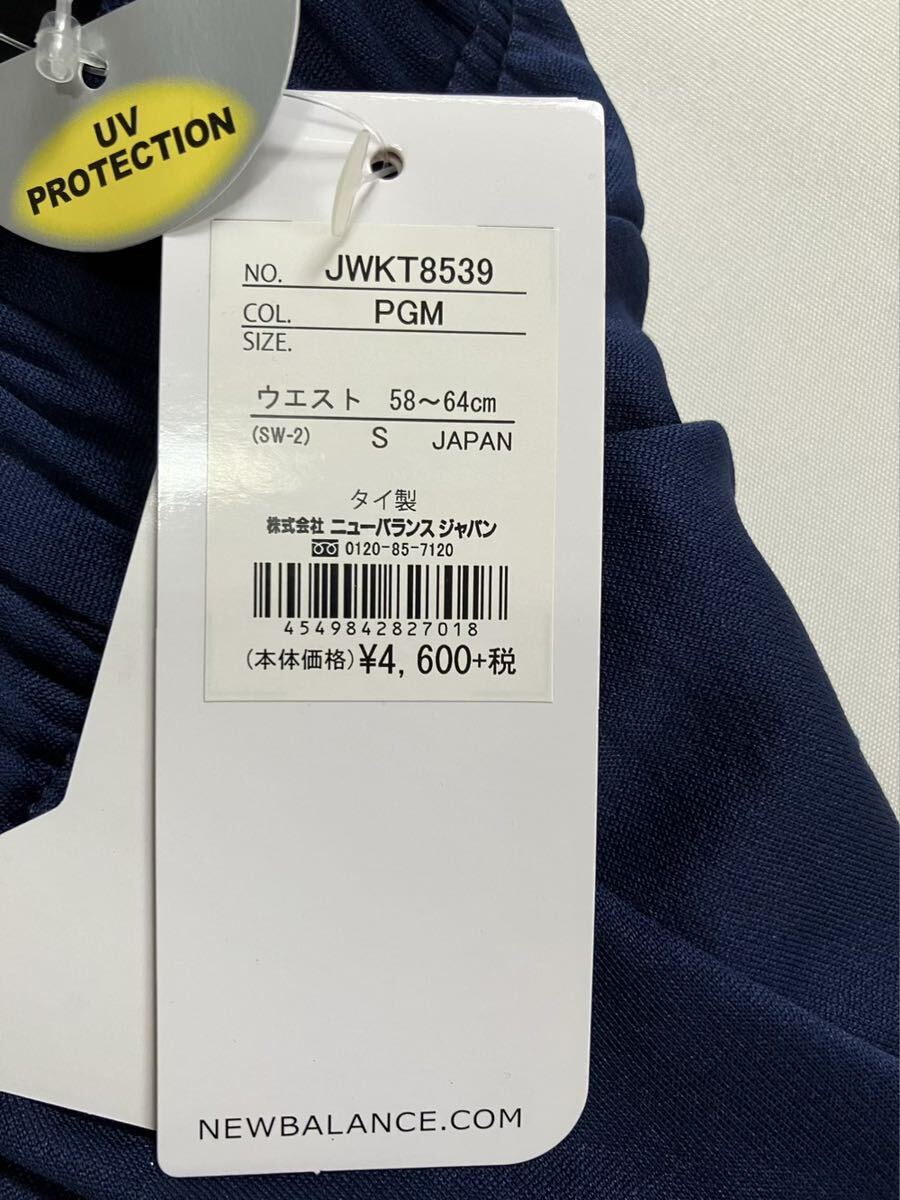 UV
PROTECTION
NO. JWKT8539
COL. PGM
SIZE.
ウエスト 58〜64cm
(SW-2) S JAPAN
タイ製
株式会社 ニューバランス ジャパン
0120-85-7120
4549842827018
(本体価格)¥4,600+税
NEWBALANCE.COM